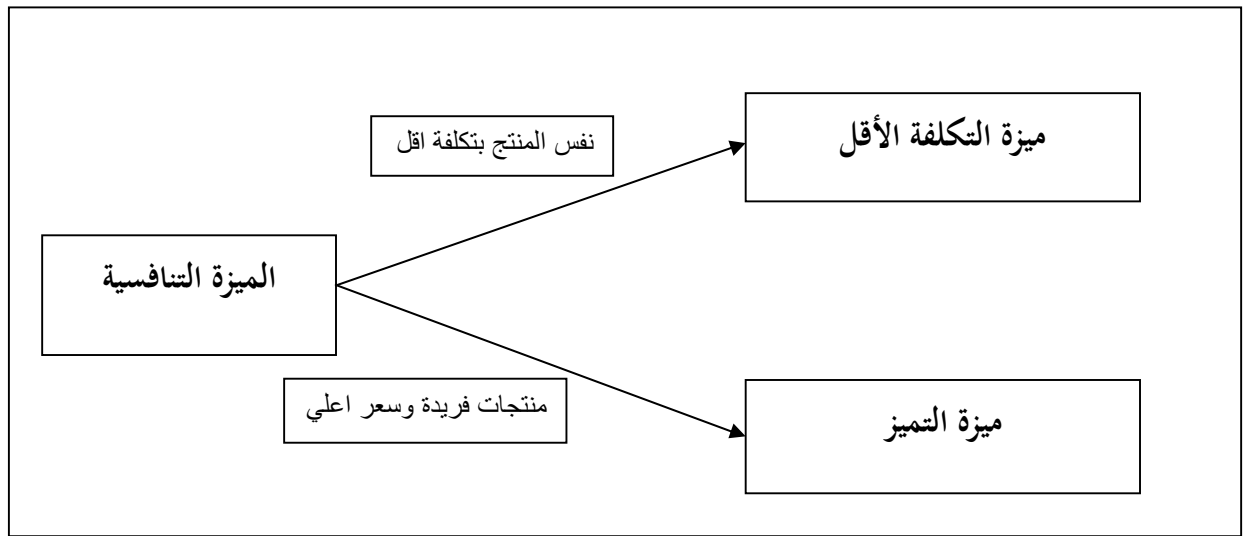 ميزة التكلفة الأقل
نفس المنتج بتكلفة اقل
الميزة التنافسية
منتجات فريدة وسعر اعلي
ميزة التميز